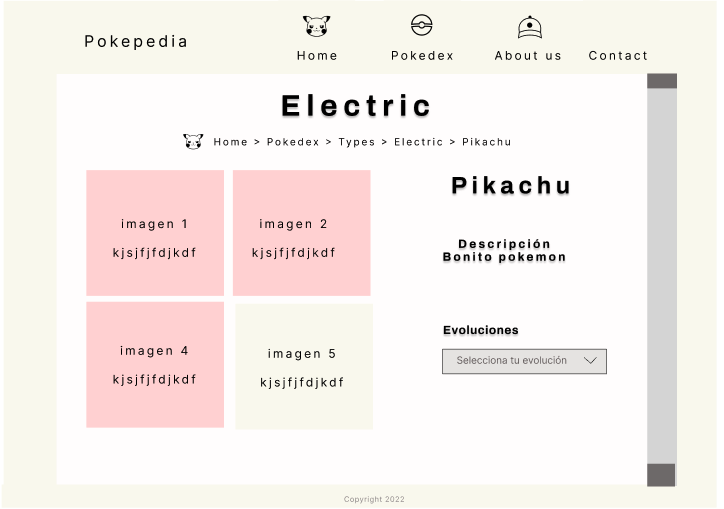 Pokepedia
Home
Pokedex
About us
Contact
Electric
Home > Pokedex > Types > Electric > Pikachu
imagen 1
kjsjfjfdjkdf
imagen 2
kjsjfjfdjkdf
imagen 4
kjsjfjfdjkdf
imagen 5
kjsjfjfdjkdf
Pikachu
Descripción
Bonito pokemon
Evoluciones
Selecciona tu evolución
Copyright 2022